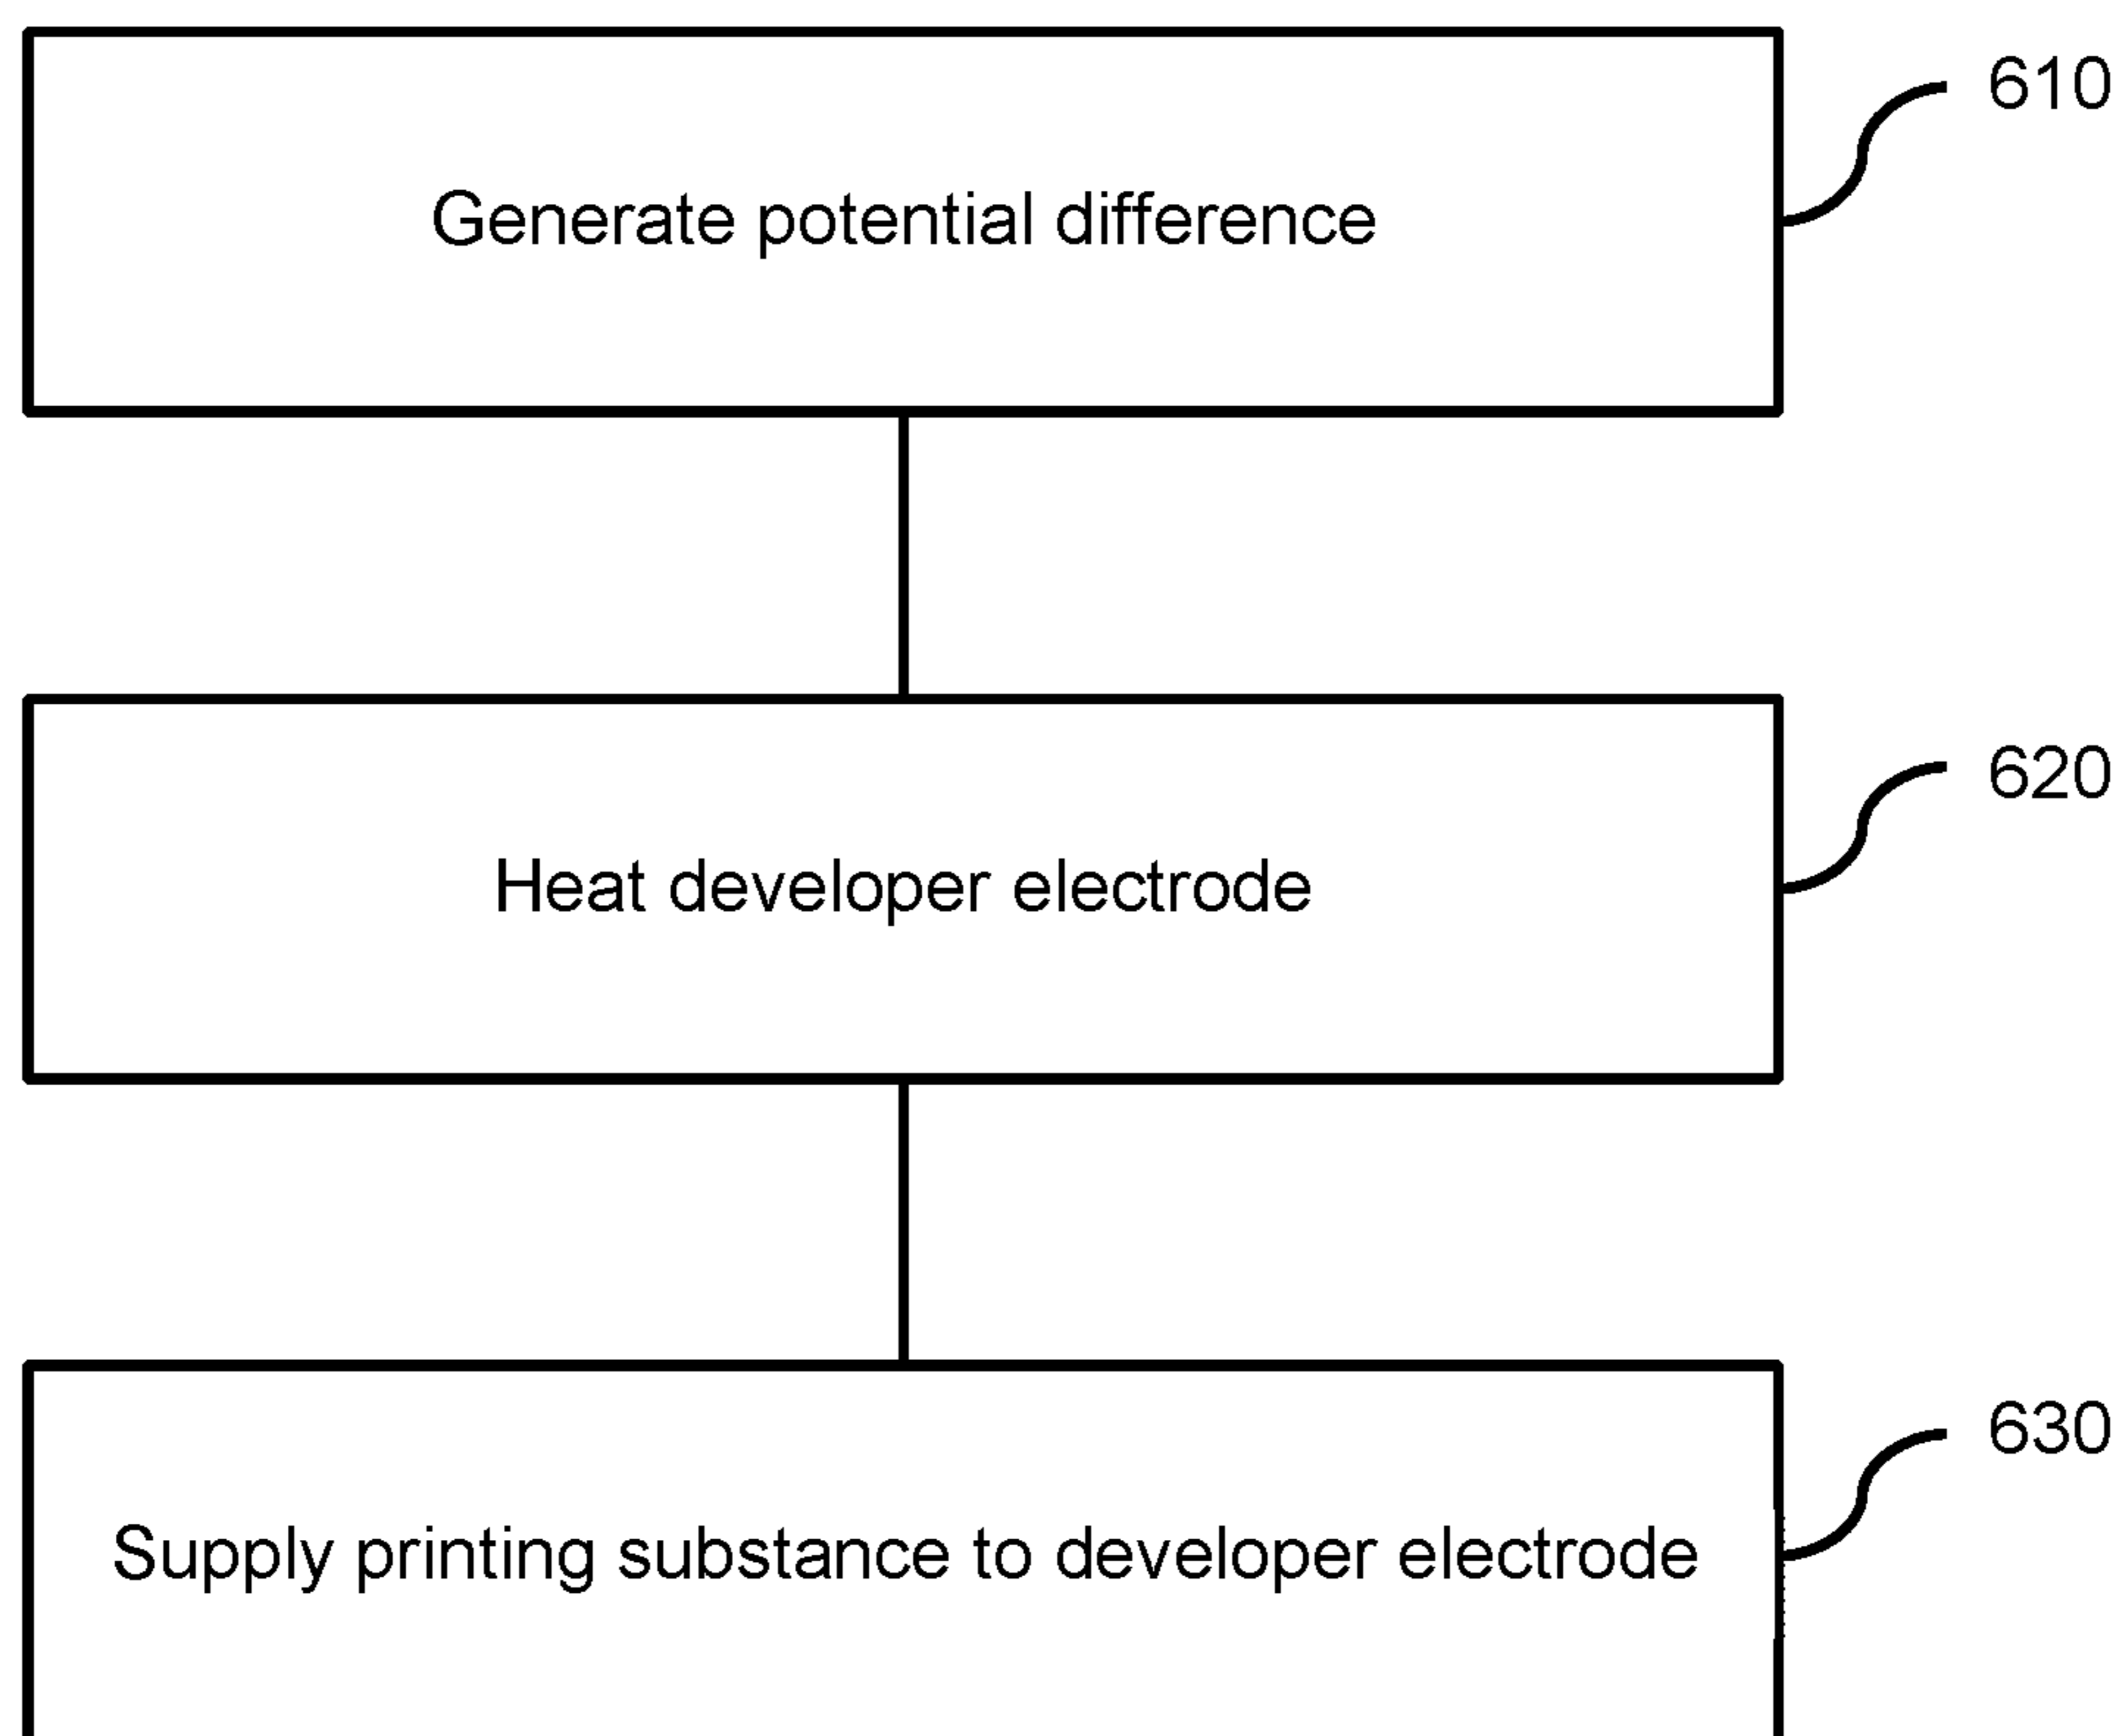 610
Generate potential difference
620
Heat developer electrode
630
Supply printing substance to developer electrode